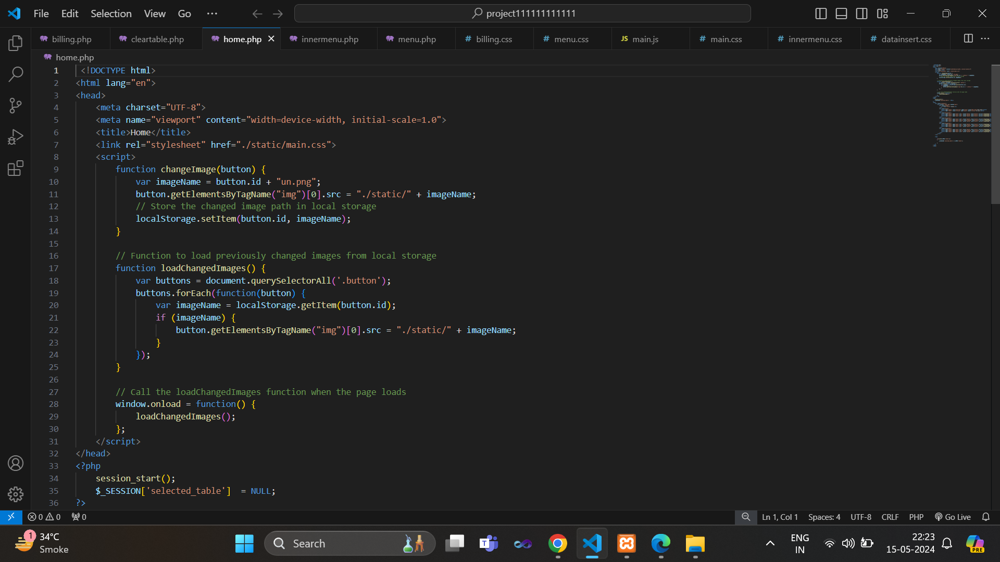 File Edit Selection View Go
project111111111111
billing.php cleartable.php home.php innermenu.php menu.php billing.css menu.css JS main.js main.css innermenu.css datainsert.css
home.php
1 <!DOCTYPE html>
2 <html lang="en">
3 <head>
4 <meta charset="UTF-8">
5 <meta name="viewport" content="width=device-width, initial-scale=1.0">
6 <title>Home</title>
7 <link rel="stylesheet" href="./static/main.css">
8 <script>
9 function changeImage(button) {
10 var imageName = button.id + "un.png";
11 button.getElementsByTagName("img")[0].src = "./static/" + imageName;
12 // Store the changed image path in local storage
13 localStorage.setItem(button.id, imageName);
14 }
15
16 // Function to load previously changed images from local storage
17 function loadChangedImages() {
18 var buttons = document.querySelectorAll('.button');
19 buttons.forEach(function(button) {
20 var imageName = localStorage.getItem(button.id);
21 if (imageName) {
22 button.getElementsByTagName("img")[0].src = "./static/" + imageName;
23 }
24 });
25 }
26
27 // Call the loadChangedImages function when the page loads
28 window.onload = function() {
29 loadChangedImages();
30 };
31 </script>
32 </head>
33 <?php
34 session_start();
35 $_SESSION['selected_table']  = NULL;
36 ?>
0 0 0 Ln 1, Col 1 Spaces: 4 UTF-8 CRLF PHP Go Live
1 34°C
Smoke
Search
ENG
IN
22:23
15-05-2024
PRE